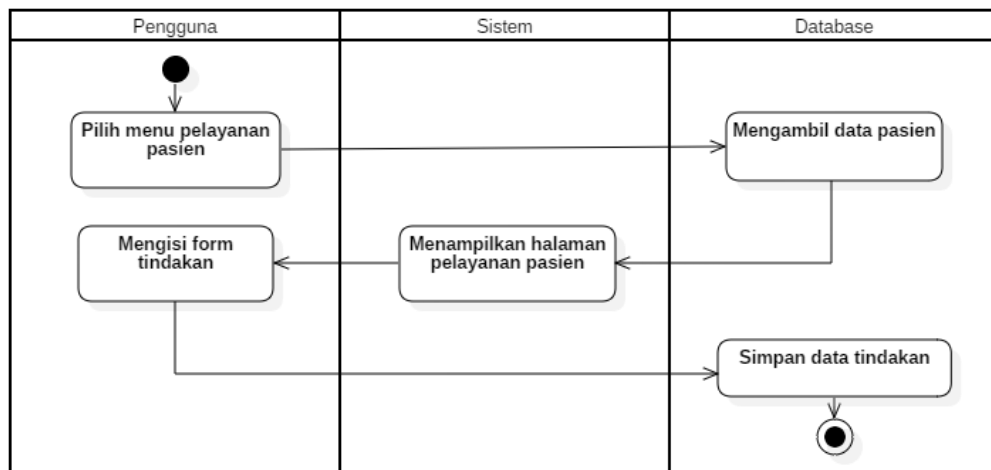 Pengguna
Sistem
Database
Pilih menu pelayanan
pasien
Mengambil data pasien
Mengisi form
tindakan
Menampilkan halaman
pelayanan pasien
Simpan data tindakan